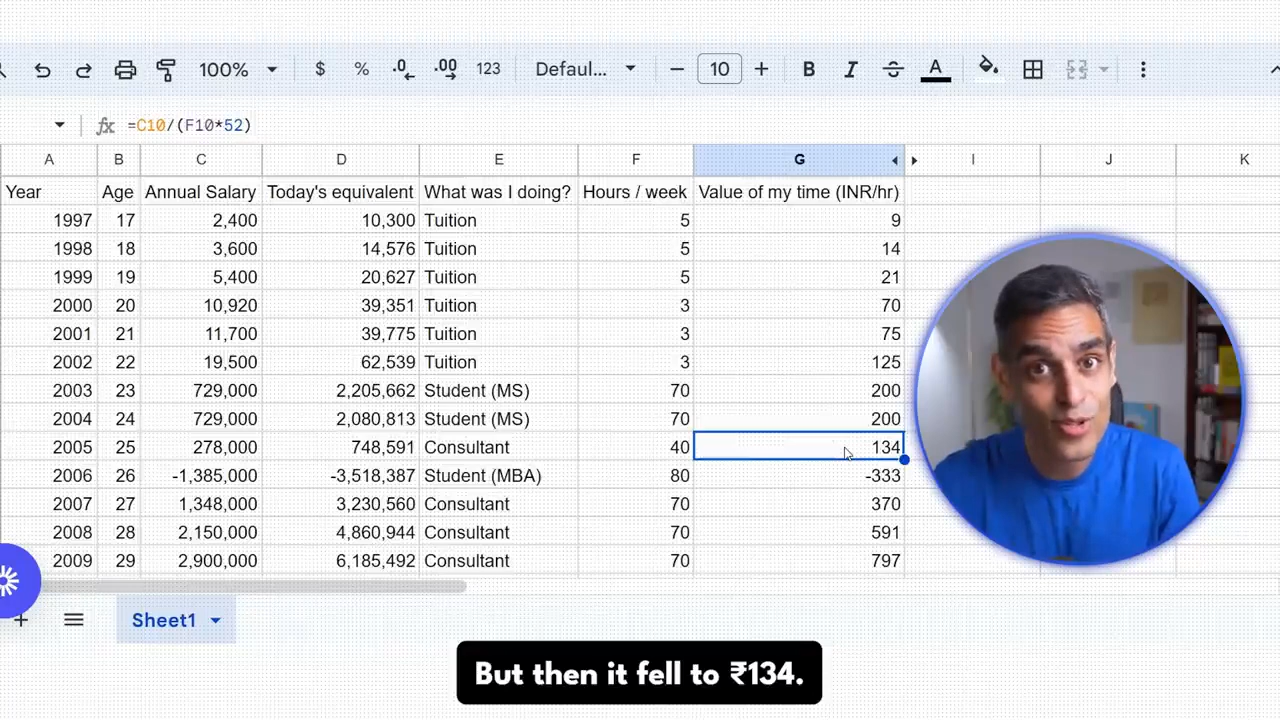 100% $ % .0 .00 123 Defaul... − 10 + B I S A
fx =C10/(F10*52)
A B C D E F G I J K
Year Age Annual Salary Today's equivalent What was I doing? Hours / week Value of my time (INR/hr)
1997 17 2,400 10,300 Tuition 5 9
1998 18 3,600 14,576 Tuition 5 14
1999 19 5,400 20,627 Tuition 5 21
2000 20 10,920 39,351 Tuition 3 70
2001 21 11,700 39,775 Tuition 3 75
2002 22 19,500 62,539 Tuition 3 125
2003 23 729,000 2,205,662 Student (MS) 70 200
2004 24 729,000 2,080,813 Student (MS) 70 200
2005 25 278,000 748,591 Consultant 40 134
2006 26 -1,385,000 -3,518,387 Student (MBA) 80 -333
2007 27 1,348,000 3,230,560 Consultant 70 370
2008 28 2,150,000 4,860,944 Consultant 70 591
2009 29 2,900,000 6,185,492 Consultant 70 797
+ Sheet1
But then it fell to ₹134.